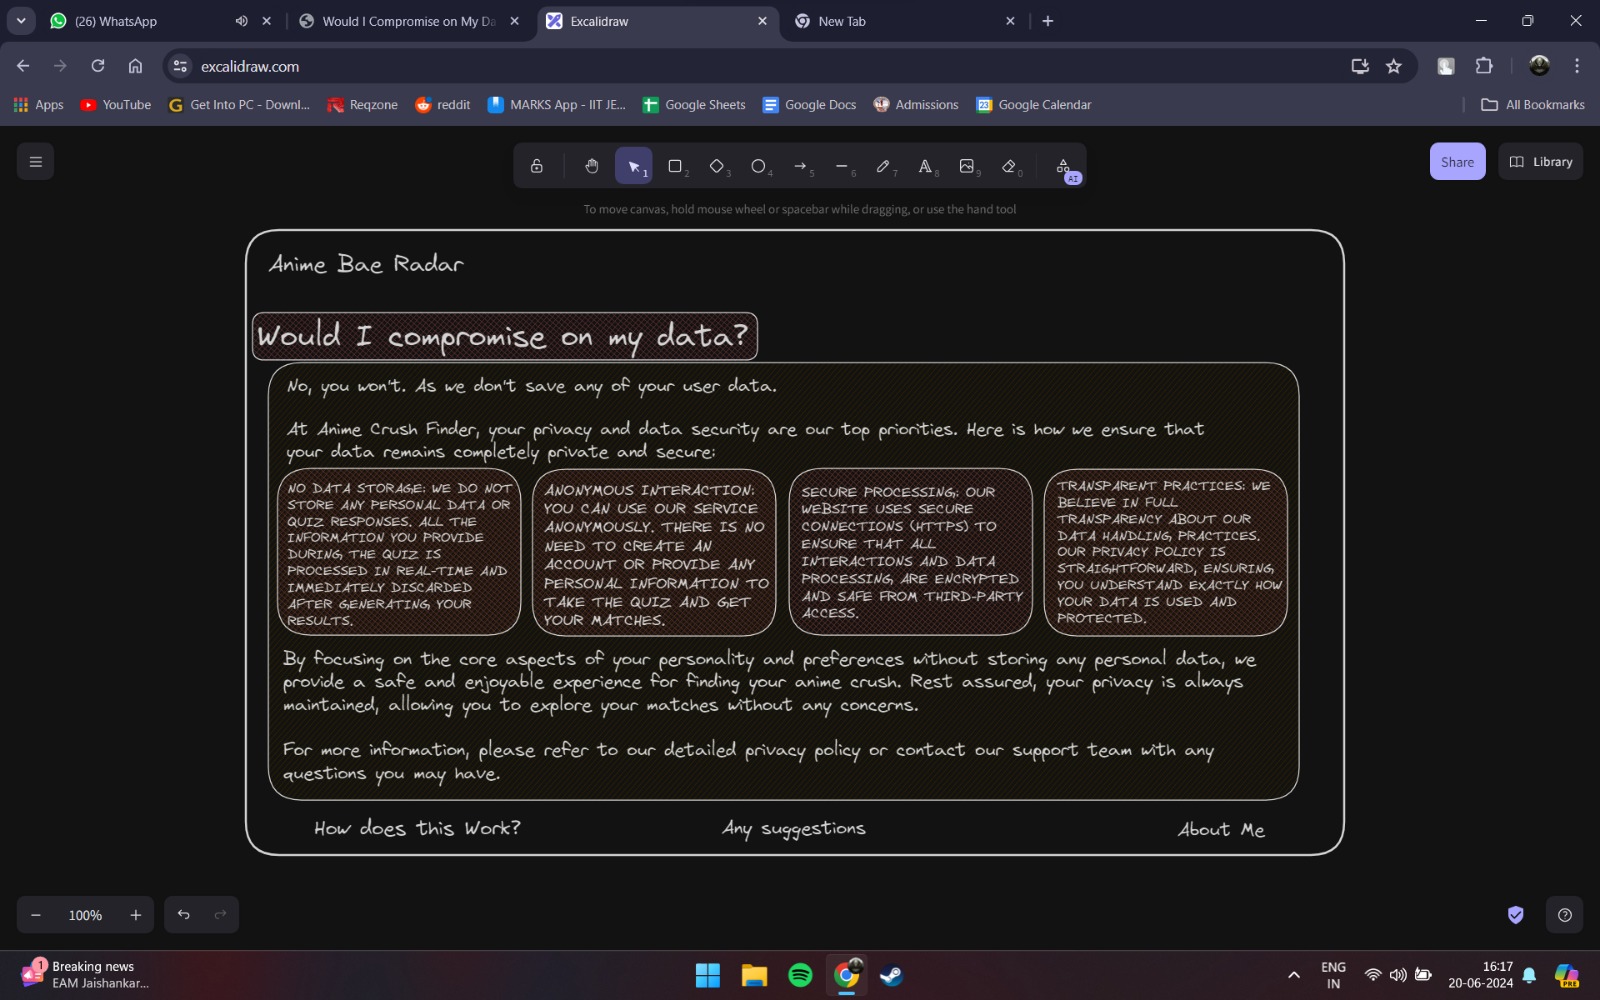 (26) WhatsApp
Would I Compromise on My Da
Excalidraw
New Tab
excalidraw.com
Apps
YouTube
Get Into PC - Downl...
Reqzone
reddit
MARKS App - IIT JE...
Google Sheets
Google Docs
Admissions
23
Google Calendar
All Bookmarks
1
2
3
4
5
6
7
A
8
9
0
AI
Share
Library
To move canvas, hold mouse wheel or spacebar while dragging, or use the hand tool
Anime Bae Radar
Would I compromise on my data?
No, you won't. As we don't save any of your user data.
At Anime Crush Finder, your privacy and data security are our top priorities. Here is how we ensure that
your data remains completely private and secure:
NO DATA STORAGE: WE DO NOT
STORE ANY PERSONAL DATA OR
QUIZ RESPONSES. ALL THE
INFORMATION YOU PROVIDE
DURING THE QUIZ IS
PROCESSED IN REAL-TIME AND
IMMEDIATELY DISCARDED
AFTER GENERATING YOUR
RESULTS.
ANONYMOUS INTERACTION:
YOU CAN USE OUR SERVICE
ANONYMOUSLY. THERE IS NO
NEED TO CREATE AN
ACCOUNT OR PROVIDE ANY
PERSONAL INFORMATION TO
TAKE THE QUIZ AND GET
YOUR MATCHES.
SECURE PROCESSING: OUR
WEBSITE USES SECURE
CONNECTIONS (HTTPS) TO
ENSURE THAT ALL
INTERACTIONS AND DATA
PROCESSING ARE ENCRYPTED
AND SAFE FROM THIRD-PARTY
ACCESS.
TRANSPARENT PRACTICES: WE
BELIEVE IN FULL
TRANSPARENCY ABOUT OUR
DATA HANDLING PRACTICES.
OUR PRIVACY POLICY IS
STRAIGHTFORWARD, ENSURING
YOU UNDERSTAND EXACTLY HOW
YOUR DATA IS USED AND
PROTECTED.
By focusing on the core aspects of your personality and preferences without storing any personal data, we
provide a safe and enjoyable experience for finding your anime crush. Rest assured, your privacy is always
maintained, allowing you to explore your matches without any concerns.
For more information, please refer to our detailed privacy policy or contact our support team with any
questions you may have.
How does this Work?
Any suggestions
About Me
100%
1
Breaking news
EAM Jaishankar...
ENG
IN
16:17
20-06-2024
PRE